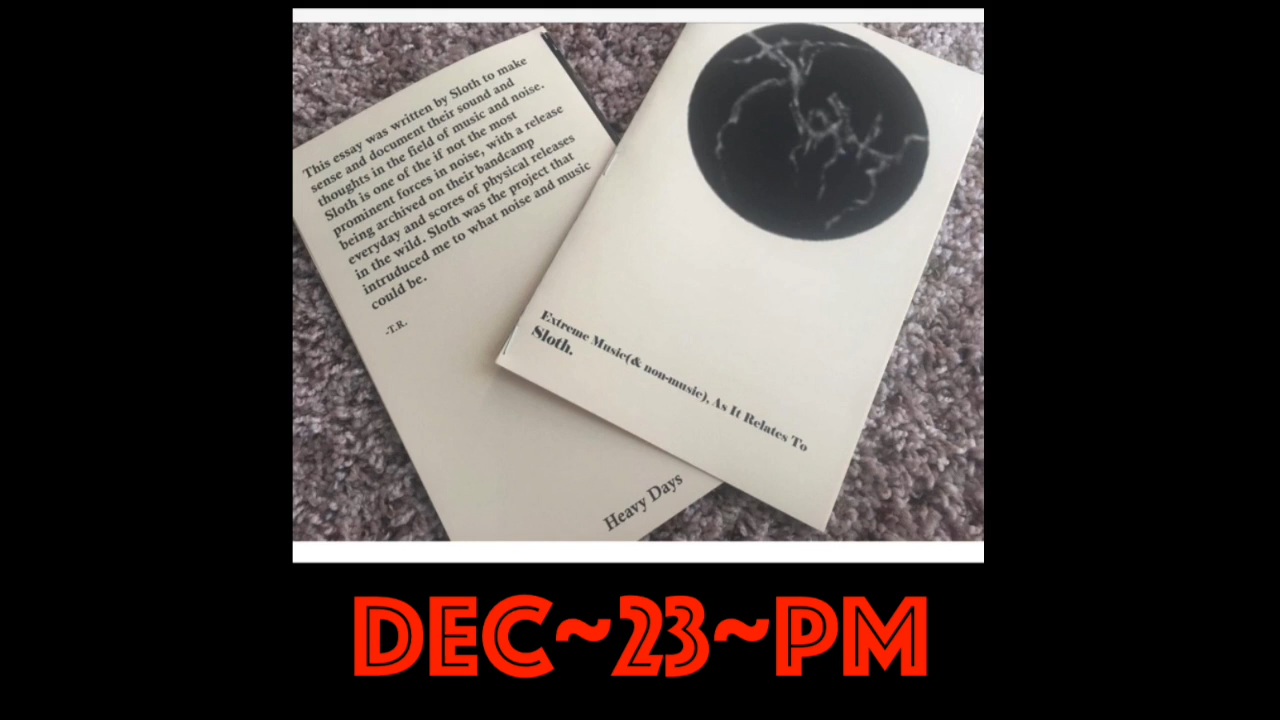 This essay was written by Sloth to make
sense and document their sound and
thoughts in the field of music and noise.
Sloth is one of the if not the most
prominent forces in noise, with a release
being archived on their bandcamp
everyday and scores of physical releases
in the wild. Sloth was the project that
intruduced me to what noise and music
could be.
-T.R.
Heavy Days
Extreme Music(& non-music), As It Relates To
Sloth.
DEC~23~PM